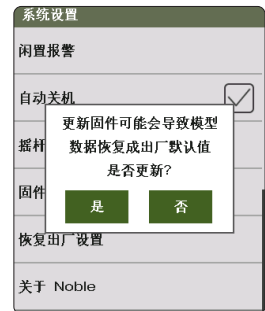 系统设置
闲置报警
自动关机
更新固件可能会导致模型
数据恢复成出厂默认值
是否更新?
摇杆
固件
是
否
恢复出厂设置
关于 Noble